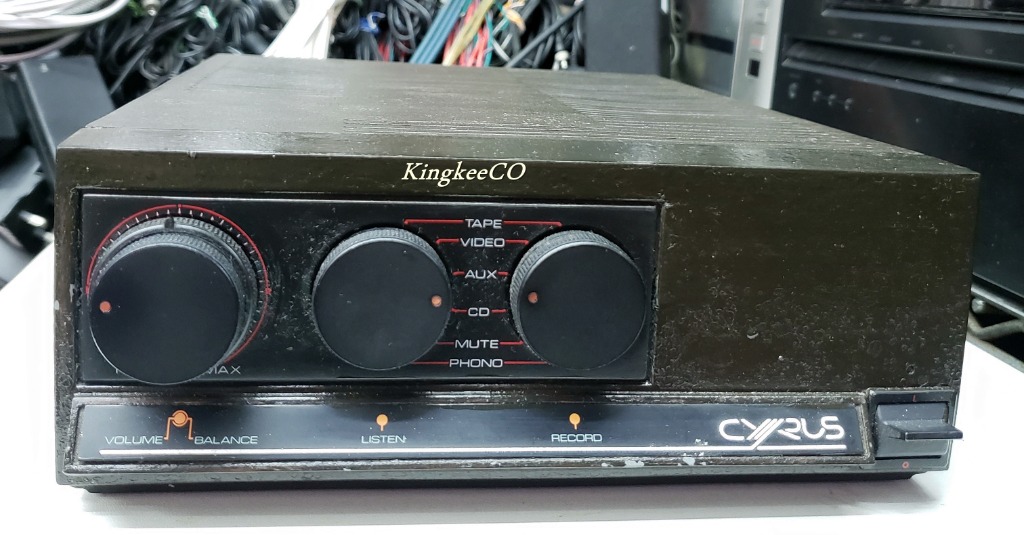 KingkeeCO
TAPE
VIDEO
AUX
CD
MUTE
PHONO
MAX
VOLUME BALANCE
LISTEN
RECORD
CYRUS